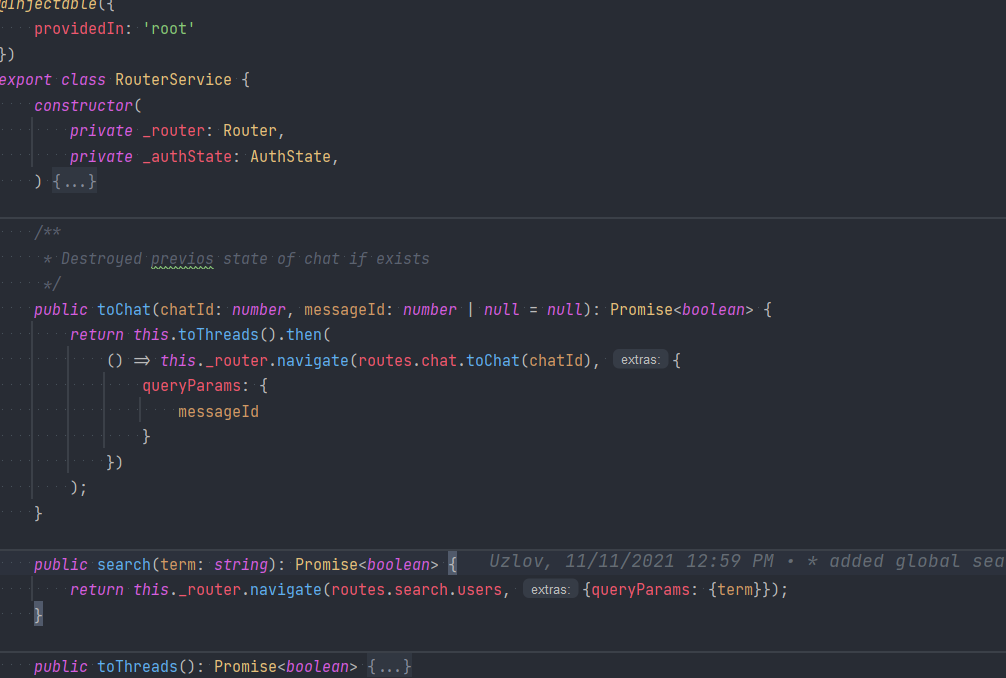 @Injectable({
    providedIn: 'root'
})
export class RouterService {
    constructor(
        private _router: Router,
        private _authState: AuthState,
    ) {...}
    /**
     * Destroyed previos state of chat if exists
     */
    public toChat(chatId: number, messageId: number | null = null): Promise<boolean> {
        return this.toThreads().then(
            () => this._router.navigate(routes.chat.toChat(chatId), extras: {
                queryParams: {
                    messageId
                }
            })
        );
    }
    public search(term: string): Promise<boolean> { Uzlov, 11/11/2021 12:59 PM • * added global sea
        return this._router.navigate(routes.search.users, extras: {queryParams: {term}});
    }
    public toThreads(): Promise<boolean> {...}